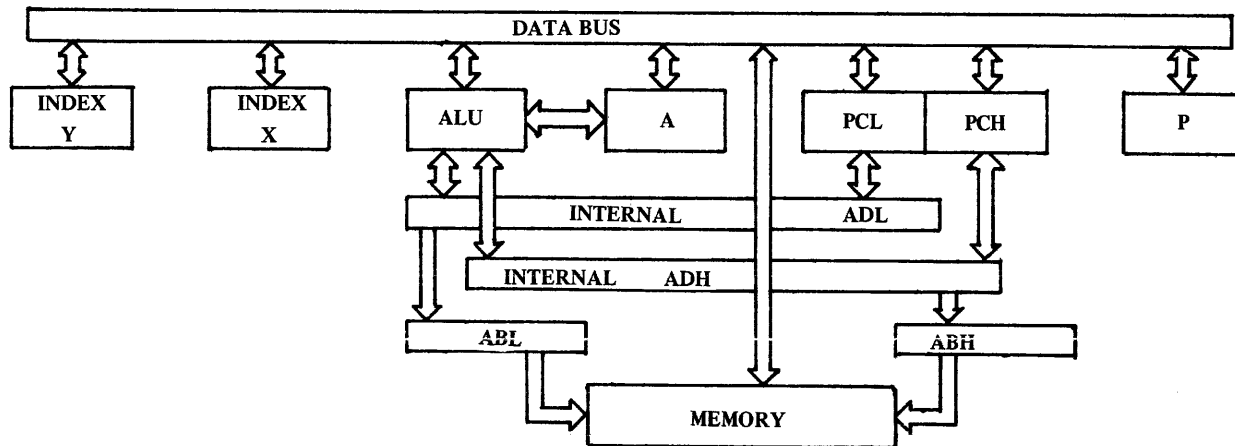 DATA BUS
INDEX
Y
INDEX
X
ALU
A
PCL
PCH
P
INTERNAL ADL
INTERNAL ADH
ABL
ABH
MEMORY